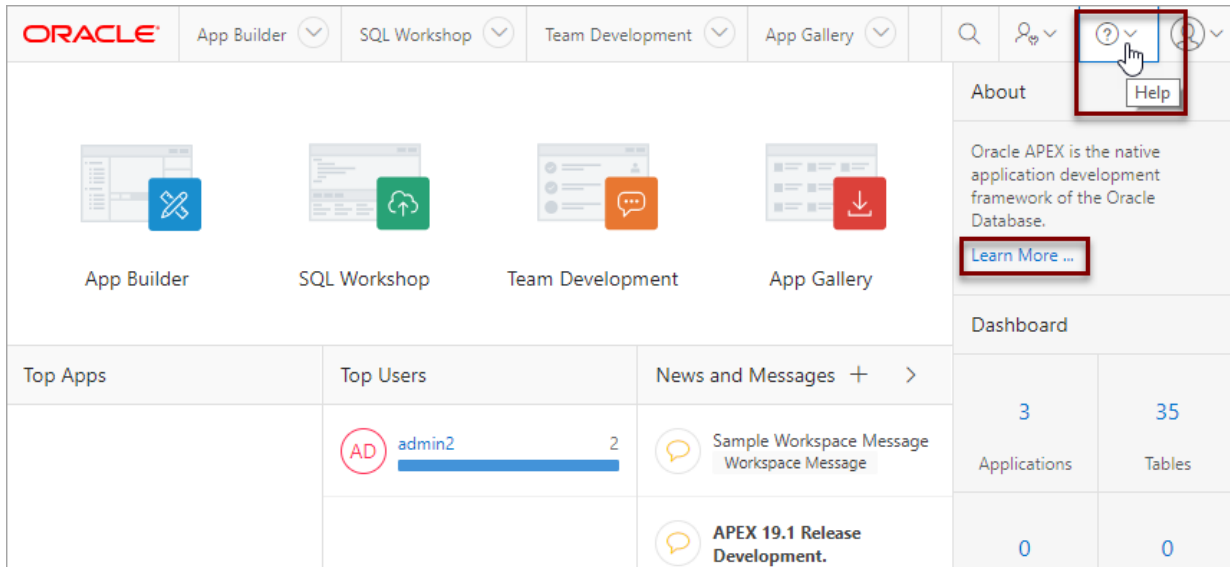 ORACLE
App Builder
SQL Workshop
Team Development
App Gallery
Help
About
Oracle APEX is the native
application development
framework of the Oracle
Database.
Learn More ...
App Builder
SQL Workshop
Team Development
App Gallery
Dashboard
3
Applications
35
Tables
0
0
Top Apps
Top Users
AD
admin2
2
News and Messages
Sample Workspace Message
Workspace Message
APEX 19.1 Release
Development.